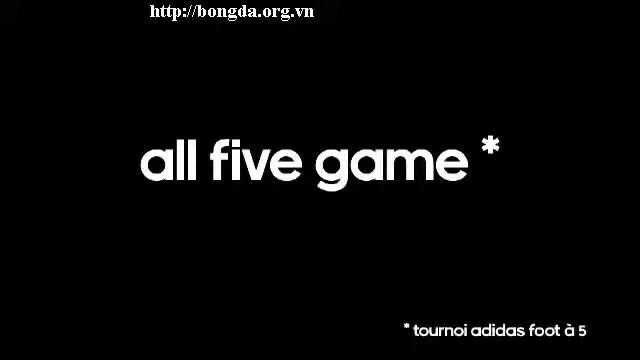 http://bongda.org.vn
all five game *
* tournoi adidas foot à 5